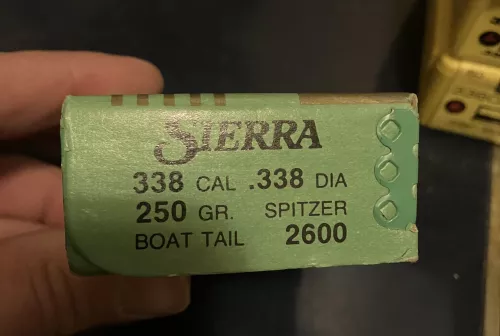 SIERRA
338 CAL .338 DIA
250 GR. SPITZER
BOAT TAIL 2600